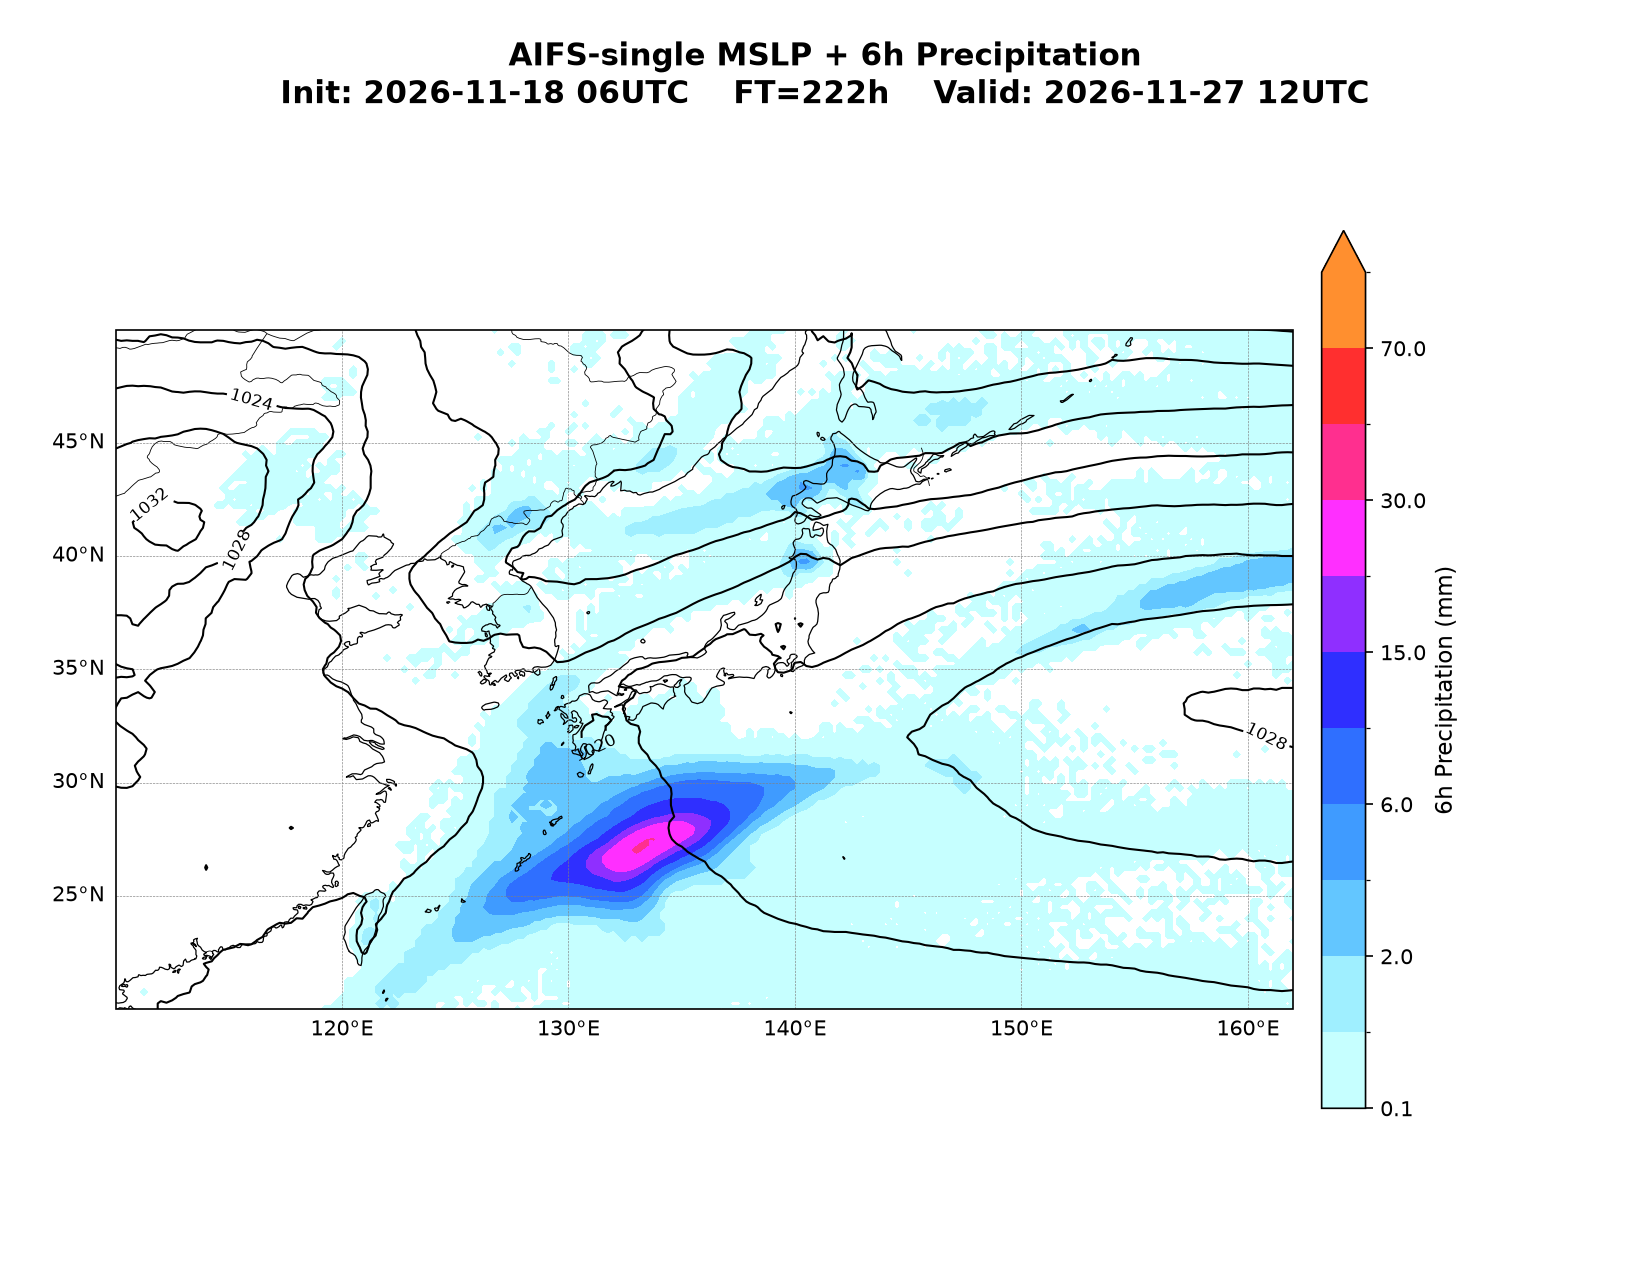 AIFS-single MSLP + 6h Precipitation
Init: 2026-11-18 06UTC    FT=222h    Valid: 2026-11-27 12UTC
1024
1032
1028
1020
1028
45°N
40°N
35°N
30°N
25°N
120°E
130°E
140°E
150°E
160°E
70.0
30.0
15.0
6.0
2.0
0.1
6h Precipitation (mm)